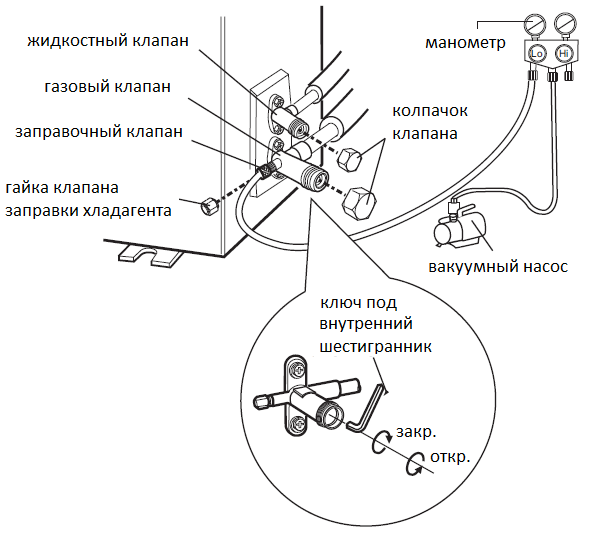 жидкостный клапан
газовый клапан
заправочный клапан
гайка клапана
заправки хладагента
манометр
Lo
Hi
колпачок
клапана
вакуумный насос
ключ под
внутренний
шестигранник
закр.
откр.